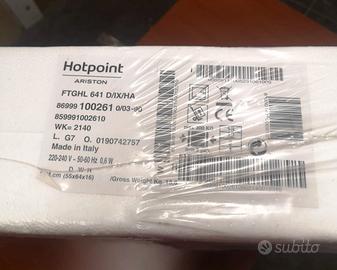 Hotpoint
ARISTON
FTGHL 641 D/IX/HA
86999 100261 0/03-90
859991002610
WK= 2140
L. G7 O. 0190742757
Made in Italy
220-240 V - 50-60 Hz 0,6 W
D W H
cm (55x64x16)
/Gross Weight Kg.
subito